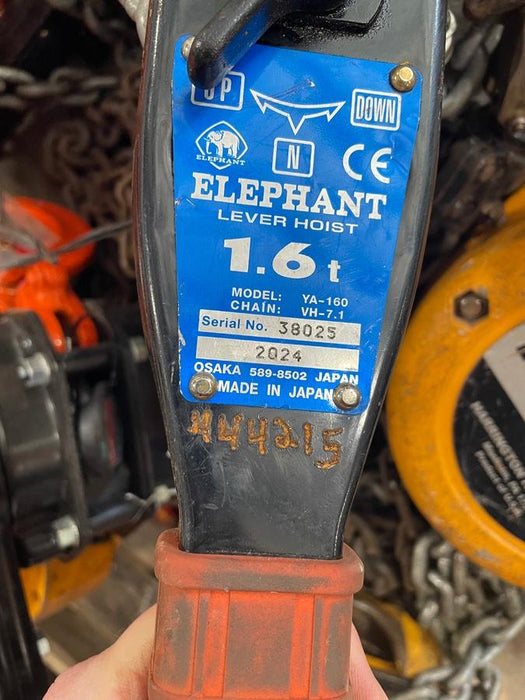 UP
DOWN
N
CE
ELEPHANT
ELEPHANT
LEVER HOIST
1.6 t
MODEL: YA-160
CHAIN: VH-7.1
Serial No. 38025
2024
OSAKA 589-8502 JAPAN
MADE IN JAPAN
H44215
HARRINGTON